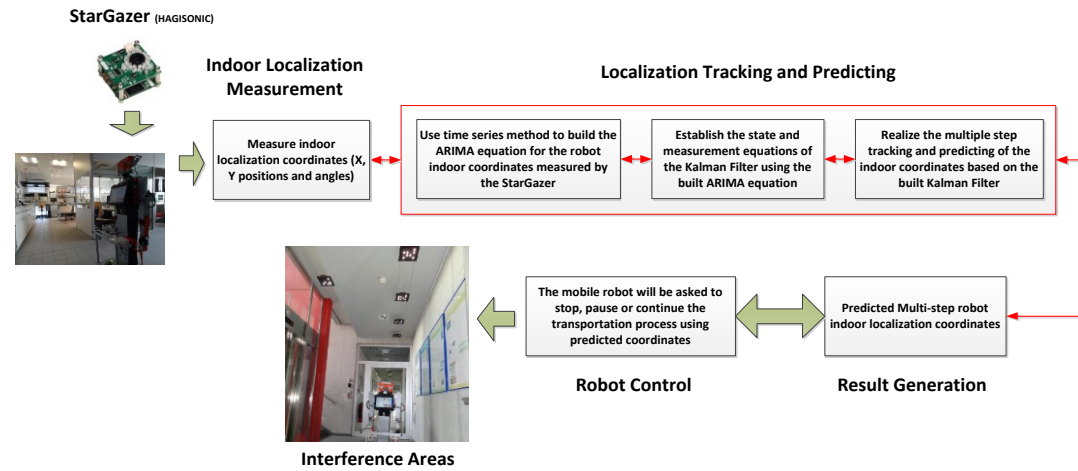 StarGazer (HAGISONIC)
Indoor Localization
Measurement
Localization Tracking and Predicting
Measure indoor
localization coordinates (X,
Y positions and angles)
Use time series method to build the
ARIMA equation for the robot
indoor coordinates measured by
the StarGazer
Establish the state and
measurement equations of
the Kalman Filter using the
built ARIMA equation
Realize the multiple step
tracking and predicting of the
indoor coordinates based on the
built Kalman Filter
The mobile robot will be asked to
stop, pause or continue the
transportation process using
predicted coordinates
Predicted Multi-step robot
indoor localization coordinates
Robot Control
Result Generation
Interference Areas